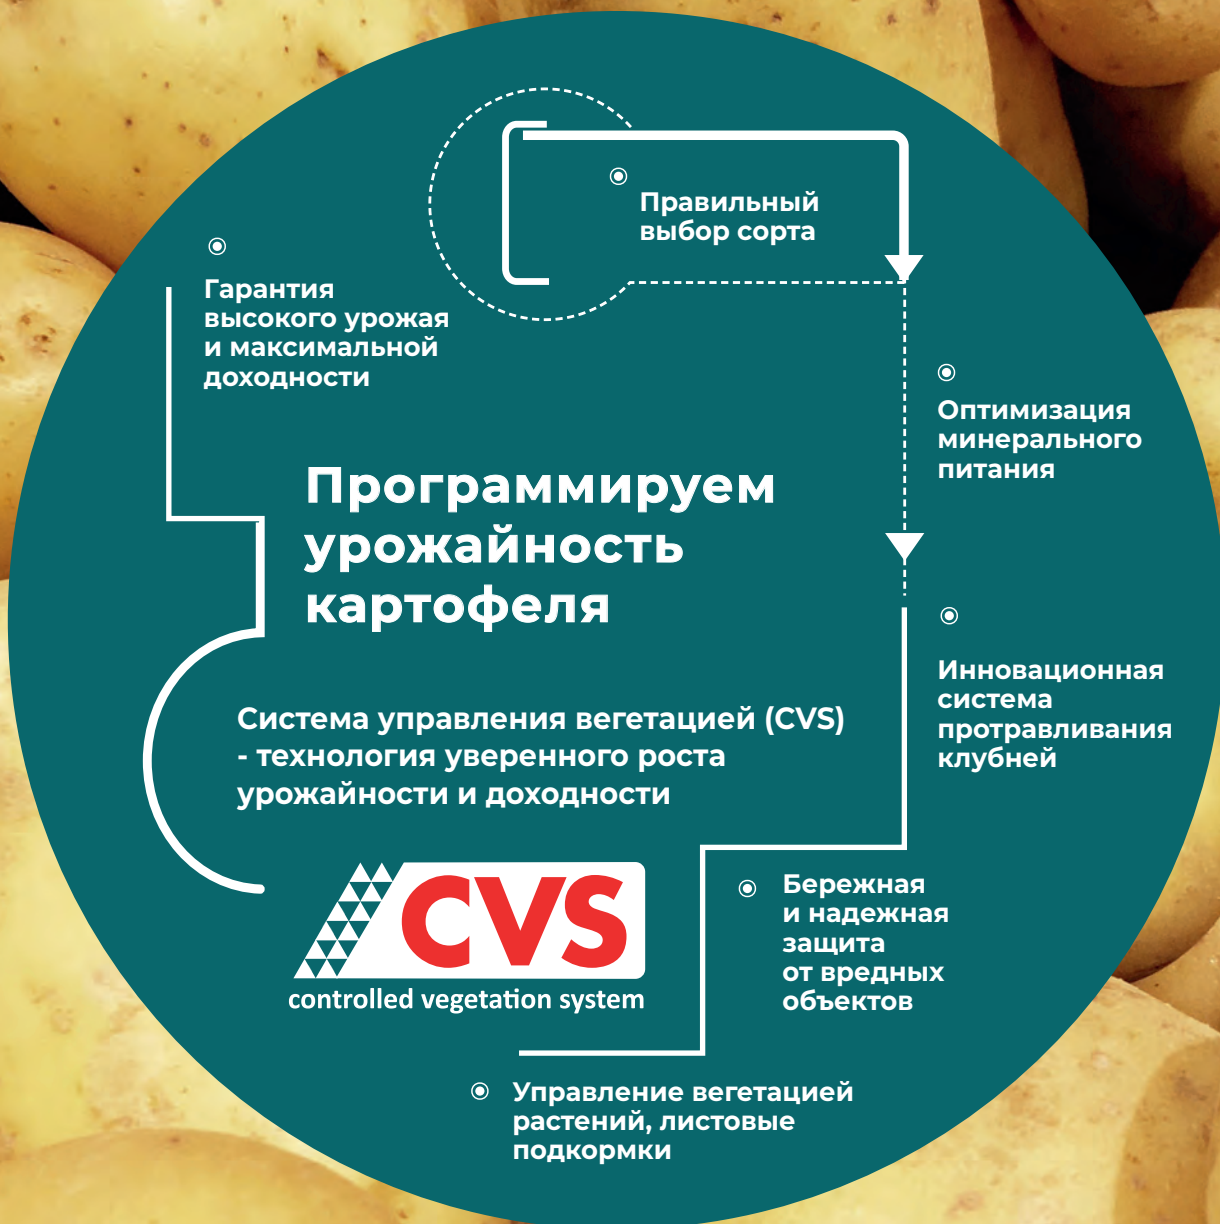 Правильный
выбор сорта
Гарантия
высокого урожая
и максимальной
доходности
Оптимизация
минерального
питания
Программируем
урожайность
картофеля
Инновационная
система
протравливания
клубней
Система управления вегетацией (CVS)
- технология уверенного роста
урожайности и доходности
CVS
controlled vegetation system
Бережная
и надежная
защита
от вредных
объектов
Управление вегетацией
растений, листовые
подкормки